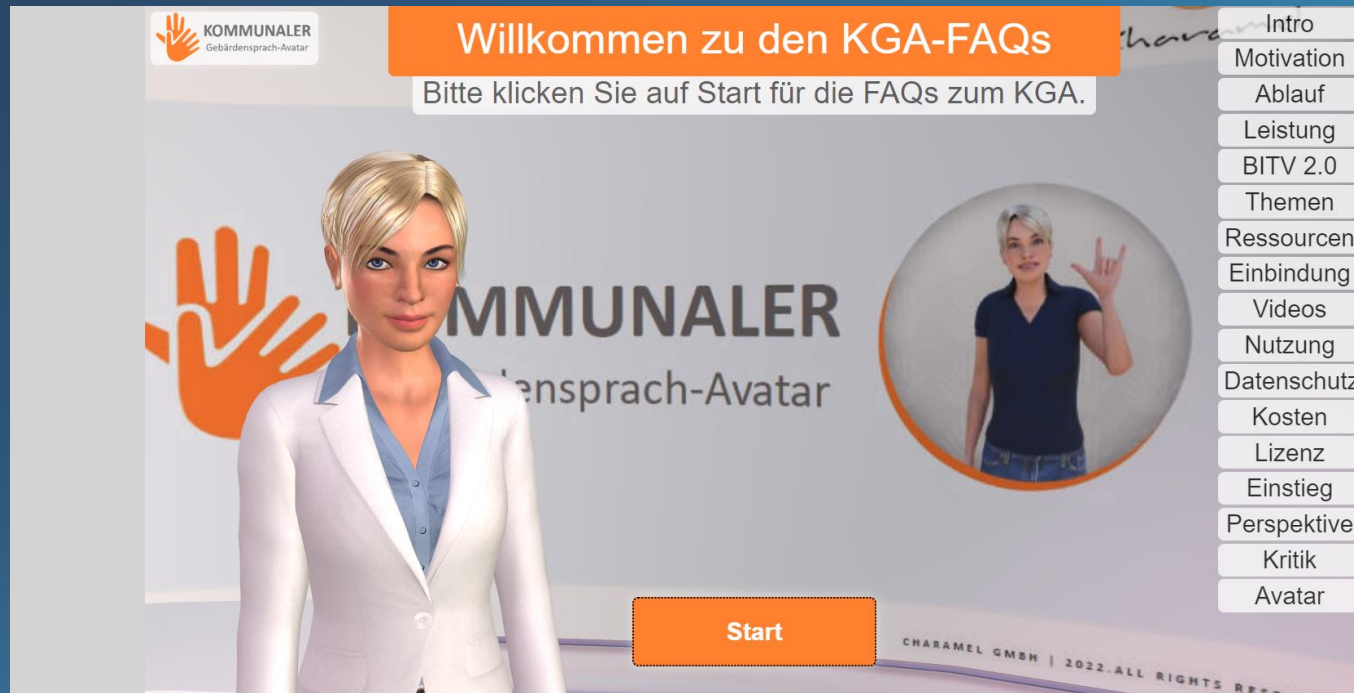 KOMMUNALER
Gebärdensprach-Avatar
Willkommen zu den KGA-FAQs
Bitte klicken Sie auf Start für die FAQs zum KGA.
Intro
Motivation
Ablauf
Leistung
BITV 2.0
Themen
Ressourcen
Einbindung
Videos
Nutzung
Datenschutz
Kosten
Lizenz
Einstieg
Perspektive
Kritik
Avatar
MMUNALER
ensprach-Avatar
Start
CHARAMEL GMBH | 2022.ALL RIGHTS